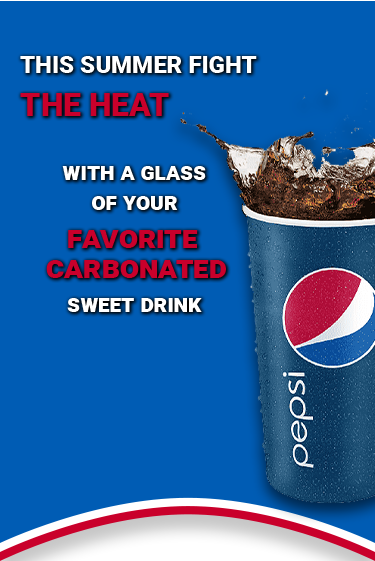 THIS SUMMER FIGHT
THE HEAT
WITH A GLASS
OF YOUR
FAVORITE
CARBONATED
SWEET DRINK
pepsi